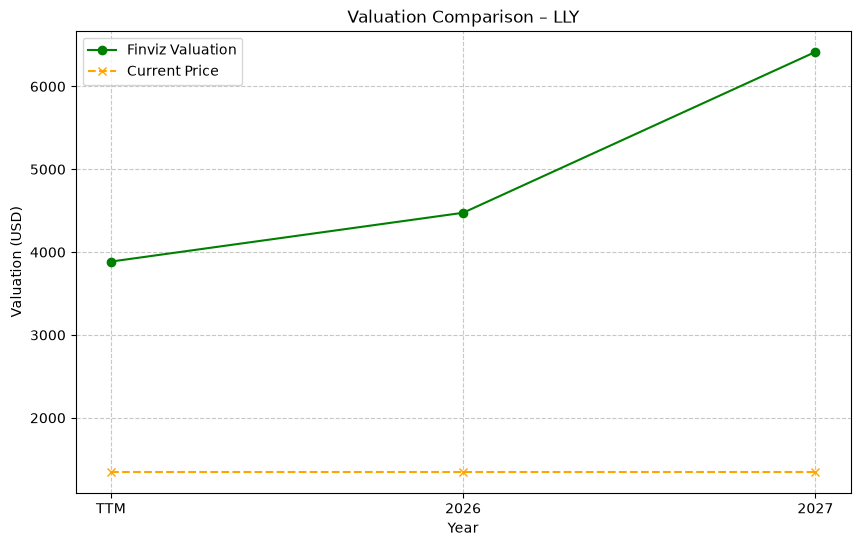 Valuation Comparison – LLY
Finviz Valuation
Current Price
Valuation (USD)
6000
5000
4000
3000
2000
TTM
2026
2027
Year